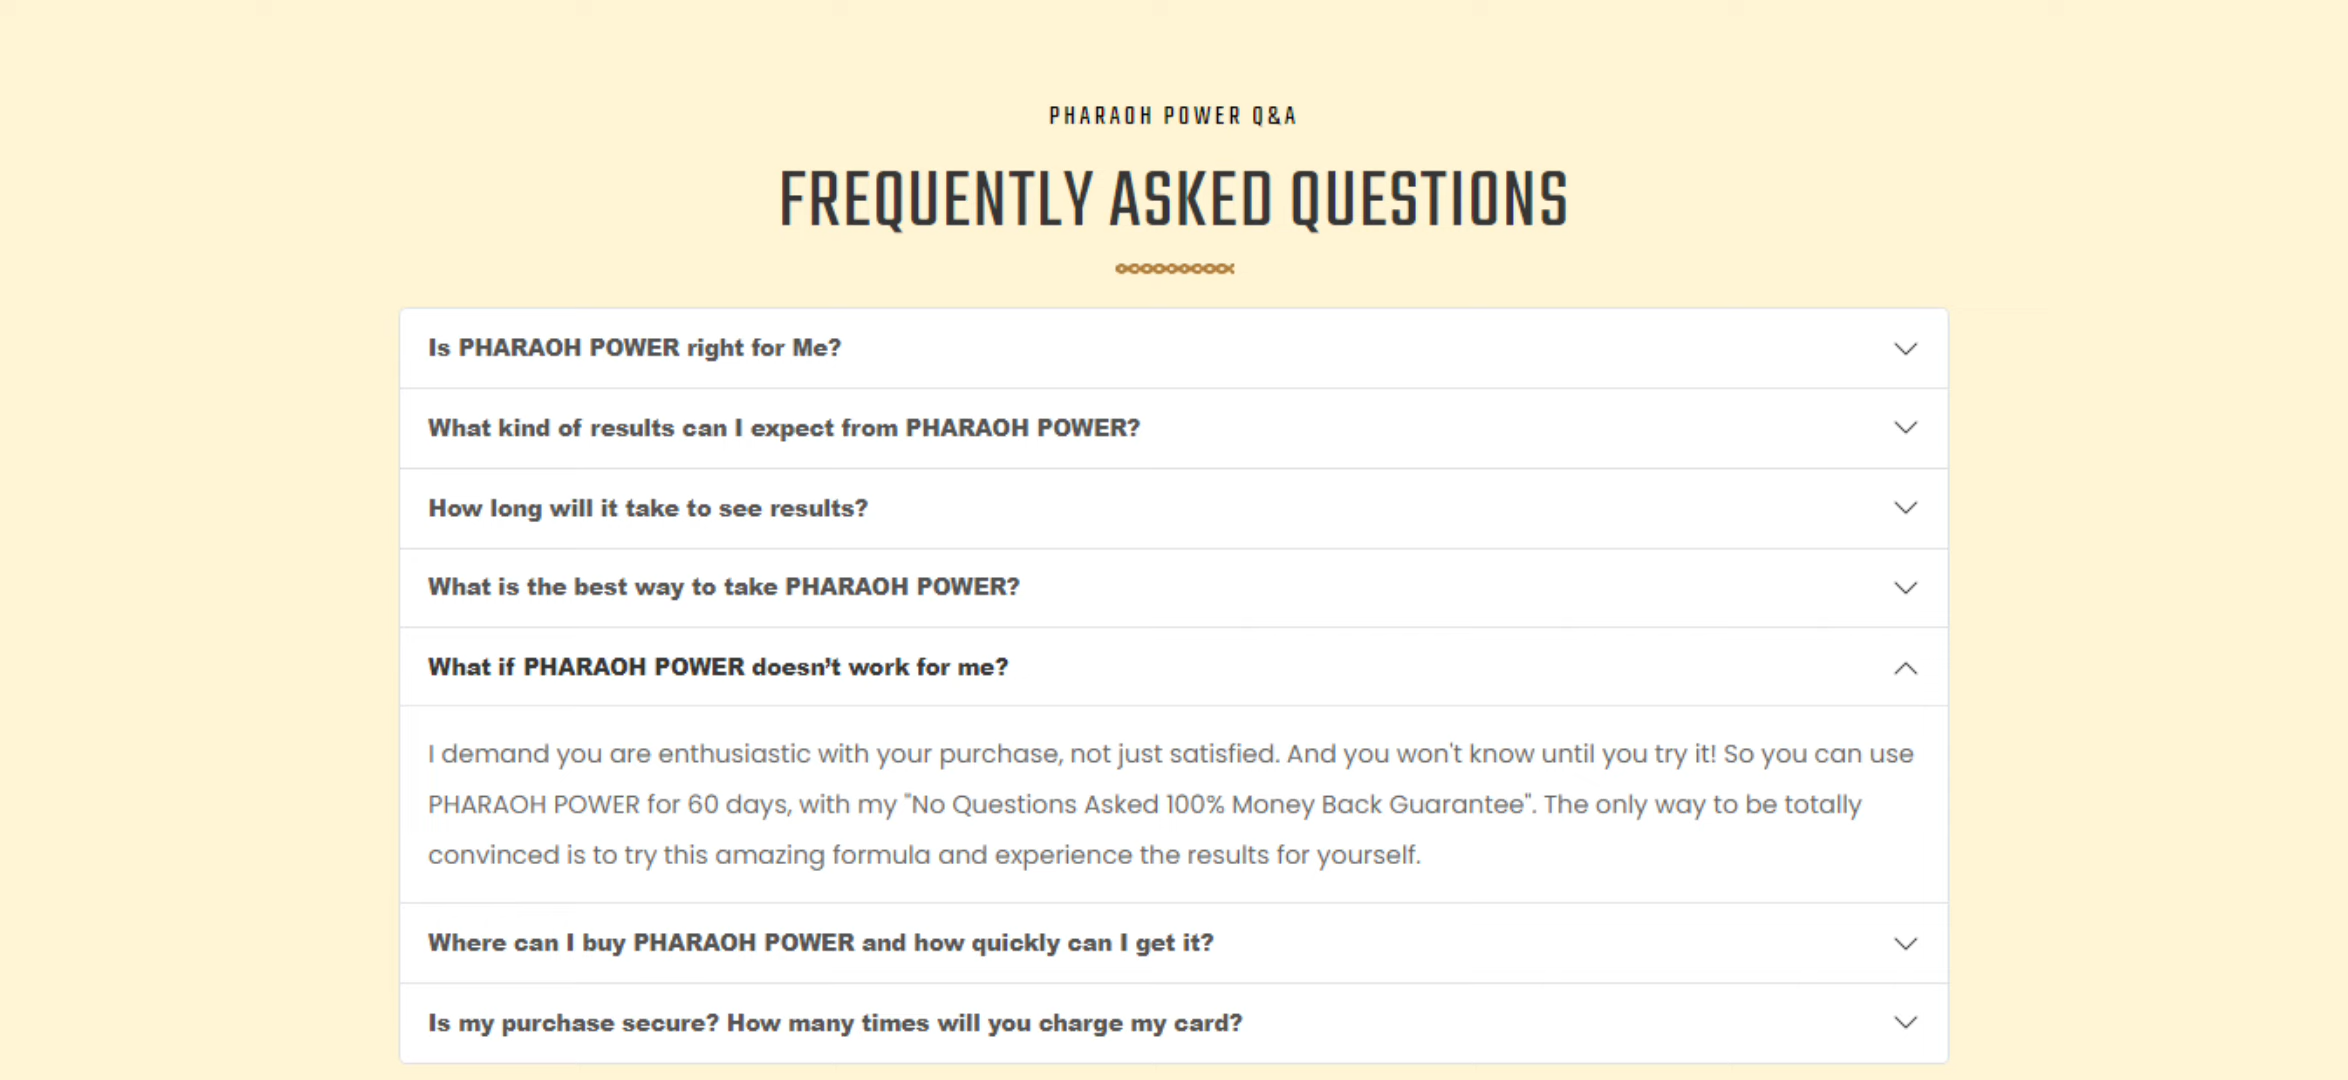 PHARAOH POWER Q&A
FREQUENTLY ASKED QUESTIONS
Is PHARAOH POWER right for Me?
What kind of results can I expect from PHARAOH POWER?
How long will it take to see results?
What is the best way to take PHARAOH POWER?
What if PHARAOH POWER doesn’t work for me?
I demand you are enthusiastic with your purchase, not just satisfied. And you won't know until you try it! So you can use
PHARAOH POWER for 60 days, with my "No Questions Asked 100% Money Back Guarantee". The only way to be totally
convinced is to try this amazing formula and experience the results for yourself.
Where can I buy PHARAOH POWER and how quickly can I get it?
Is my purchase secure? How many times will you charge my card?